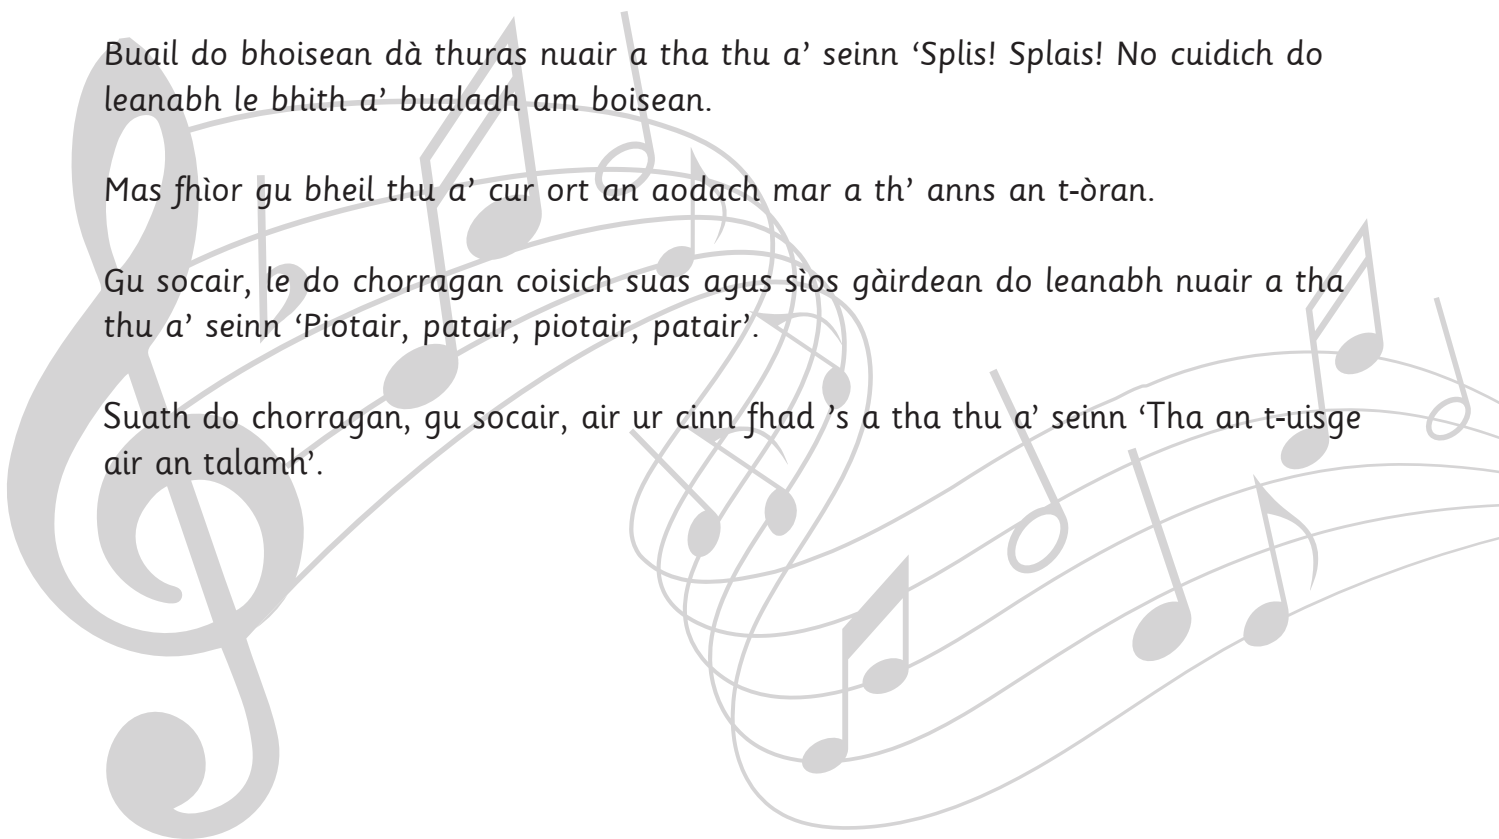 Buail do bhoisean dà thuras nuair a tha thu a’ seinn ‘Splis! Splais! No cuidich do
leanabh le bhith a’ bualadh am boisean.
Mas fhìor gu bheil thu a’ cur ort an aodach mar a th’ anns an t-òran.
Gu socair, le do chorragan coisich suas agus sìos gàirdean do leanabh nuair a tha
thu a’ seinn ‘Piotair, patair, piotair, patair’.
Suath do chorragan, gu socair, air ur cinn fhad ’s a tha thu a’ seinn ‘Tha an t-uisge
air an talamh’.